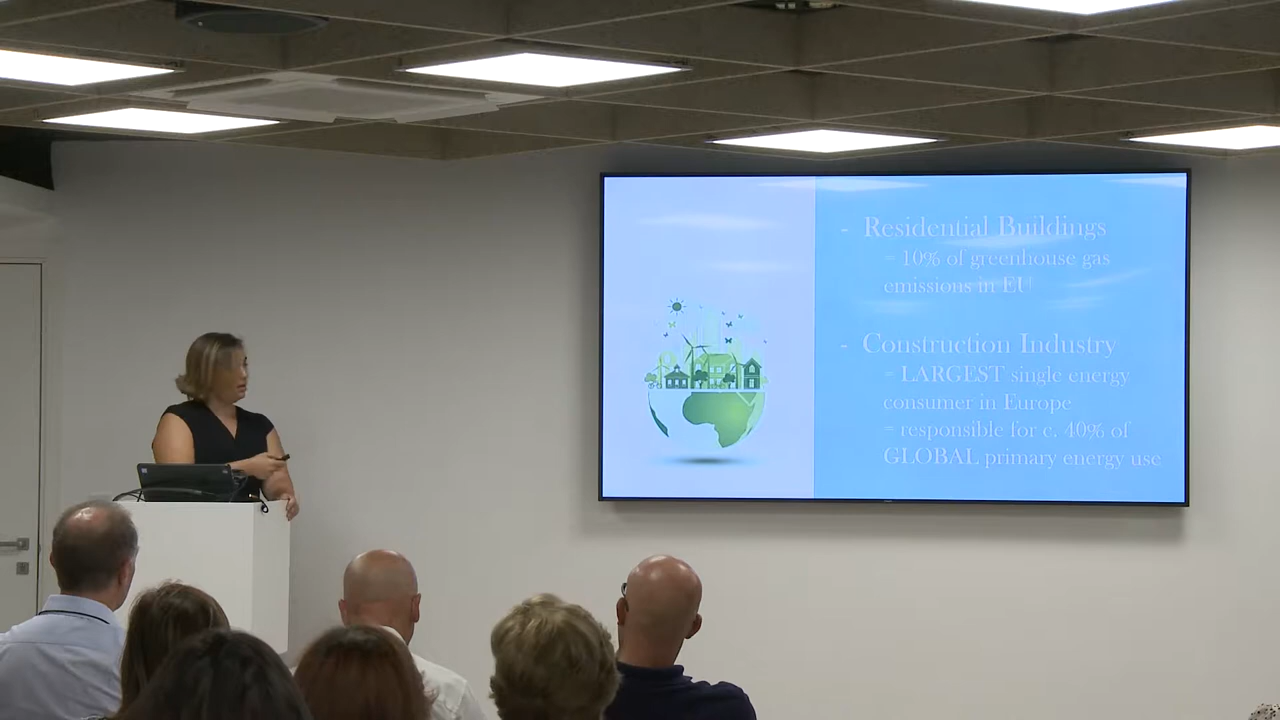 - Residential Buildings
= 10% of greenhouse gas
emissions in EU
- Construction Industry
= LARGEST single energy
consumer in Europe
= responsible for c. 40% of
GLOBAL primary energy use